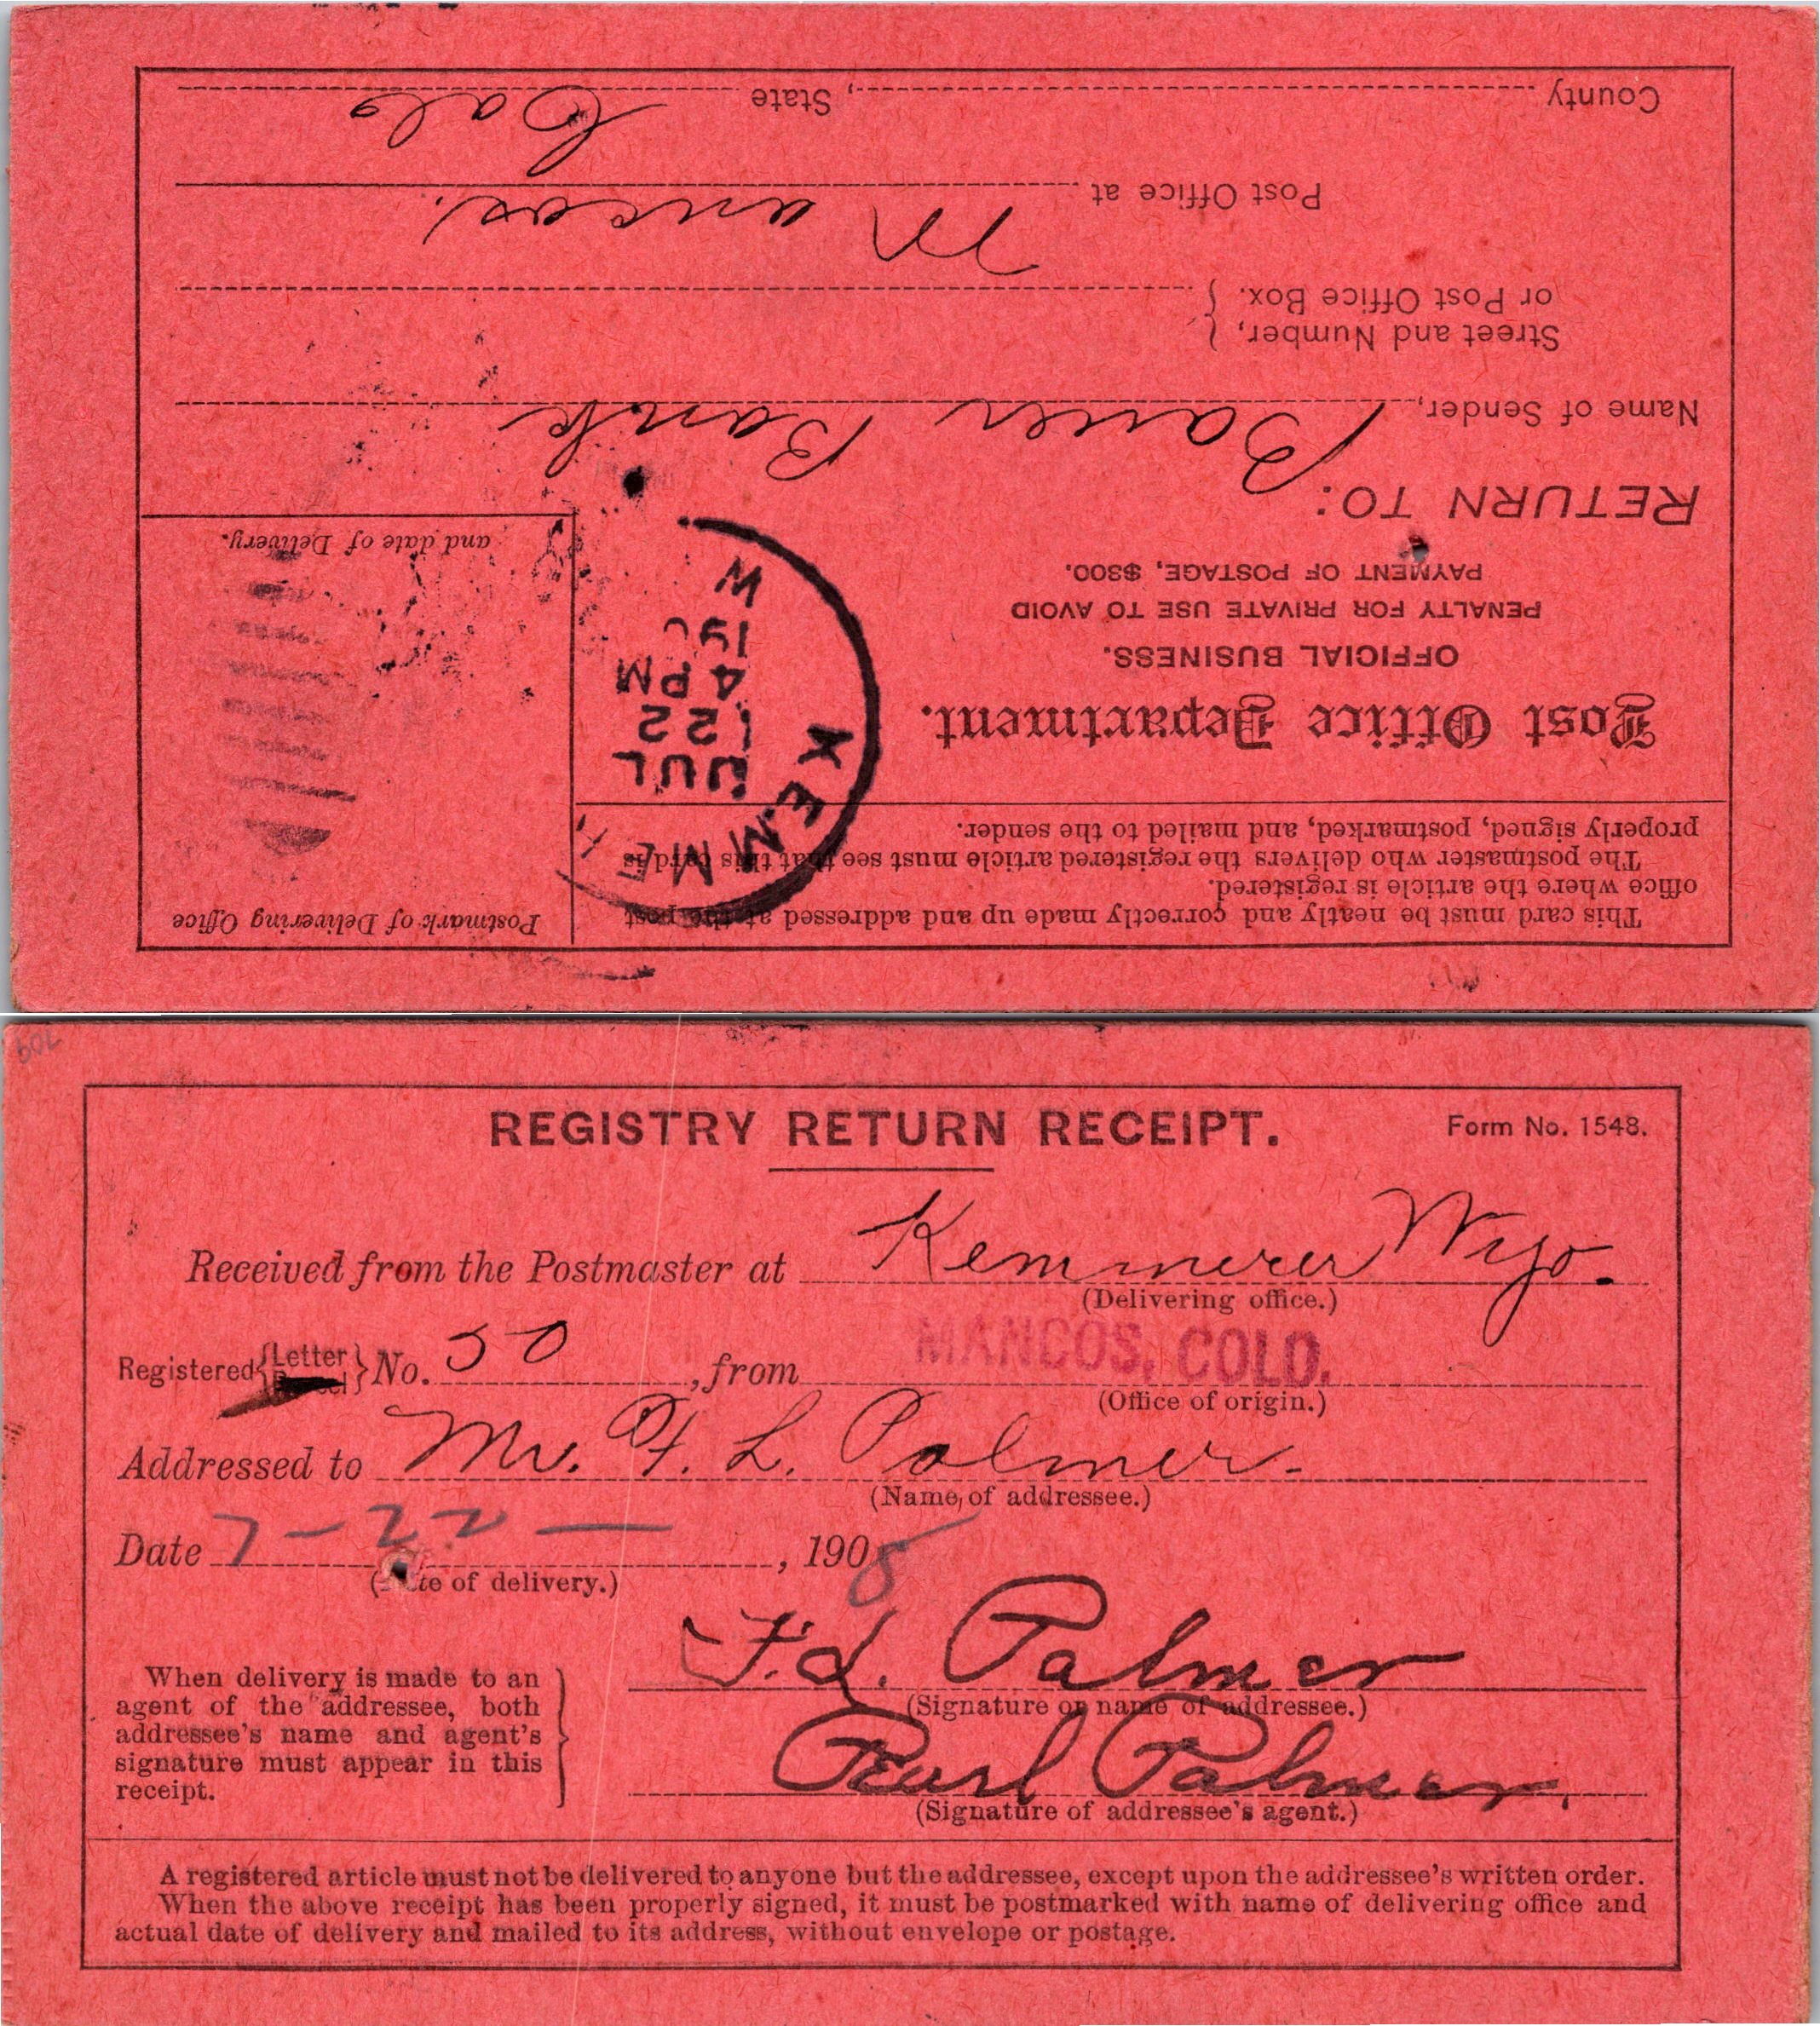 This card must be neatly and correctly made up and addressed at the post
office where the article is registered.
The postmaster who delivers the registered article must see that this card is
properly signed, postmarked, and mailed to the sender.
Postmark of Delivering Office
and date of Delivery.
Post Office Department.
OFFICIAL BUSINESS.
PENALTY FOR PRIVATE USE TO AVOID
PAYMENT OF POSTAGE, $300.
KEMME
JUL
22
4 PM
190
W
RETURN TO:
Name of Sender, Bauer Bank
Street and Number,
or Post Office Box.
Post Office at Mancos.
County, State Colo
709
REGISTRY RETURN RECEIPT.
Form No. 1548.
Received from the Postmaster at Kemmerer Wyo.
(Delivering office.)
Registered Letter Parcel No. 50, from MANCOS, COLO.
(Office of origin.)
Addressed to Mr. F. L. Palmer.
(Name of addressee.)
Date 7-22-, 1908
(Date of delivery.)
F. L. Palmer
(Signature or name of addressee.)
When delivery is made to an
agent of the addressee, both
addressee's name and agent's
signature must appear in this
receipt.
Pearl Palmer.
(Signature of addressee's agent.)
A registered article must not be delivered to anyone but the addressee, except upon the addressee's written order.
When the above receipt has been properly signed, it must be postmarked with name of delivering office and
actual date of delivery and mailed to its address, without envelope or postage.